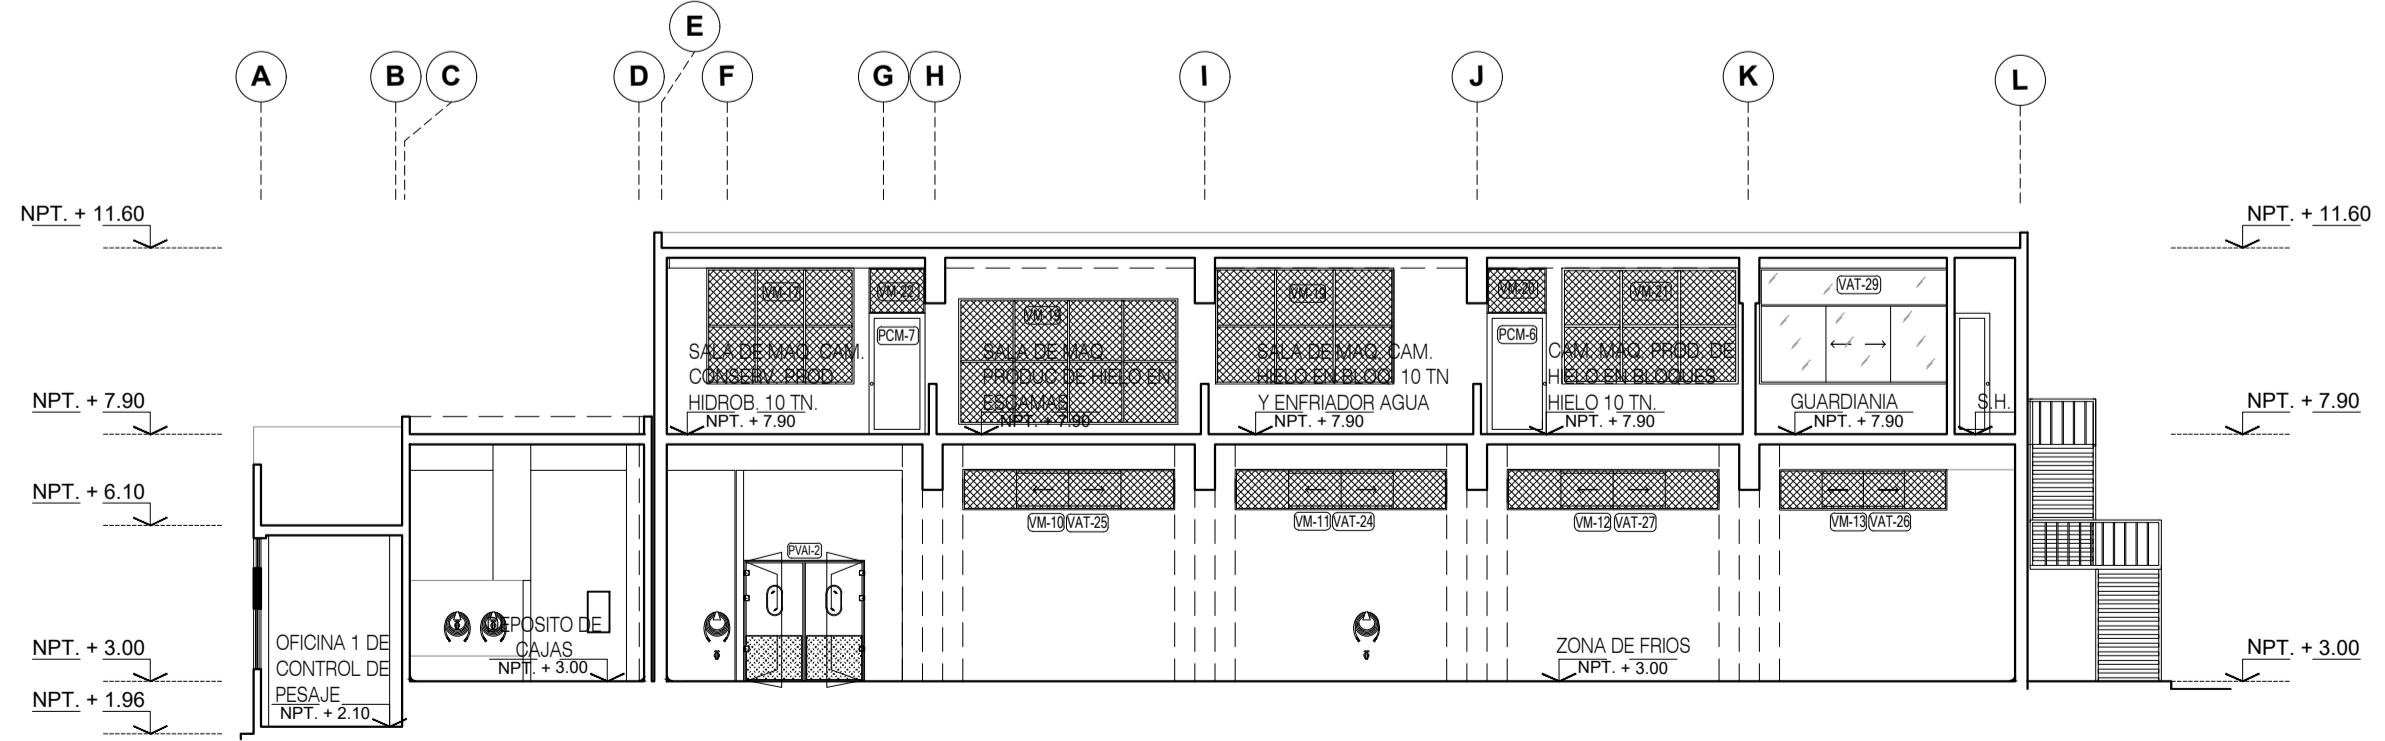 E
A
B
C
D
F
G
H
I
J
K
L
NPT. + 11.60
NPT. + 11.60
VM-17
VM-22
VM-19
VM-19
VM-20
VM-21
VAT-29
PCM-7
PCM-6
SALA DE MAQ. CAM.
CONSERV. PROD.
HIDROB. 10 TN.
NPT. + 7.90
SALA DE MAQ.
PRODUC DE HIELO EN
ESCAMAS
NPT. + 7.90
SALA DE MAQ. CAM.
HIELO EN BLOQ. 10 TN
Y ENFRIADOR AGUA
NPT. + 7.90
CAM. MAQ. PROD. DE
HIELO EN BLOQUES
HIELO 10 TN.
NPT. + 7.90
GUARDIANIA
NPT. + 7.90
S.H.
NPT. + 7.90
NPT. + 7.90
NPT. + 6.10
VM-10 VAT-25
VM-11 VAT-24
VM-12 VAT-27
VM-13 VAT-26
PVAI-2
OFICINA 1 DE
CONTROL DE
PESAJE
NPT. + 2.10
DEPOSITO DE
CAJAS
NPT. + 3.00
ZONA DE FRIOS
NPT. + 3.00
NPT. + 3.00
NPT. + 3.00
NPT. + 1.96